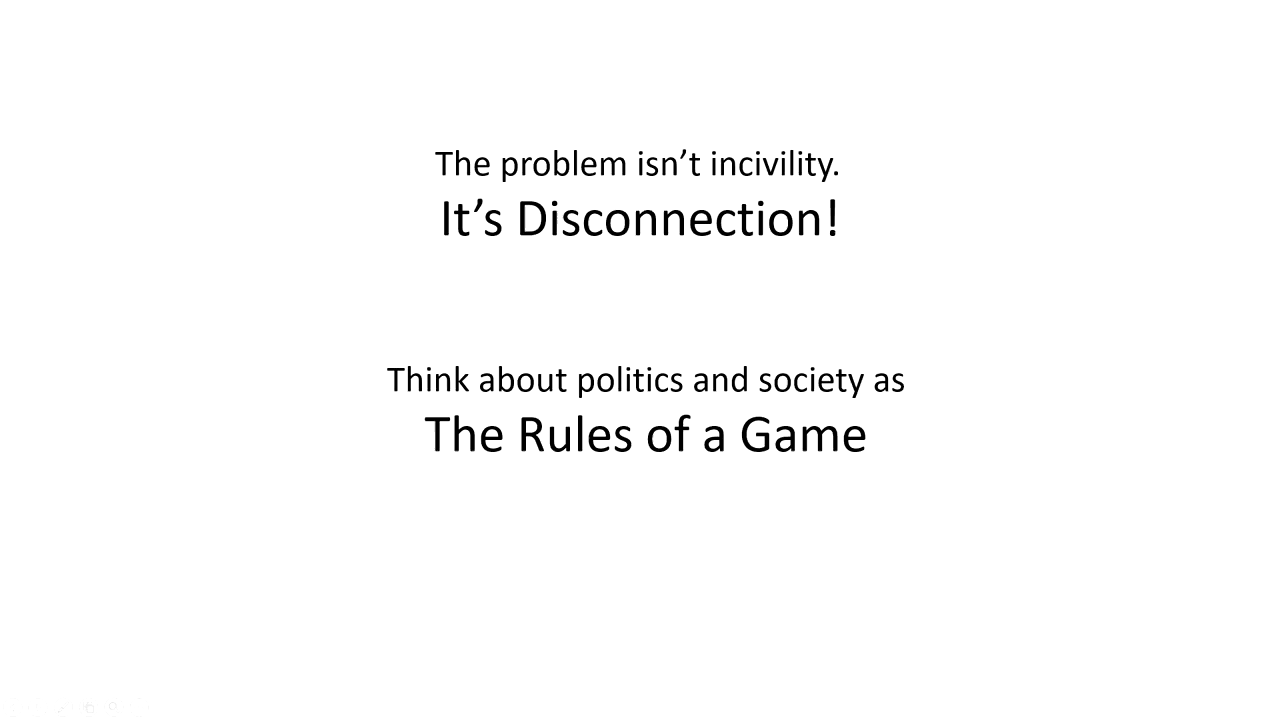 The problem isn’t incivility.
It’s Disconnection!
Think about politics and society as
The Rules of a Game